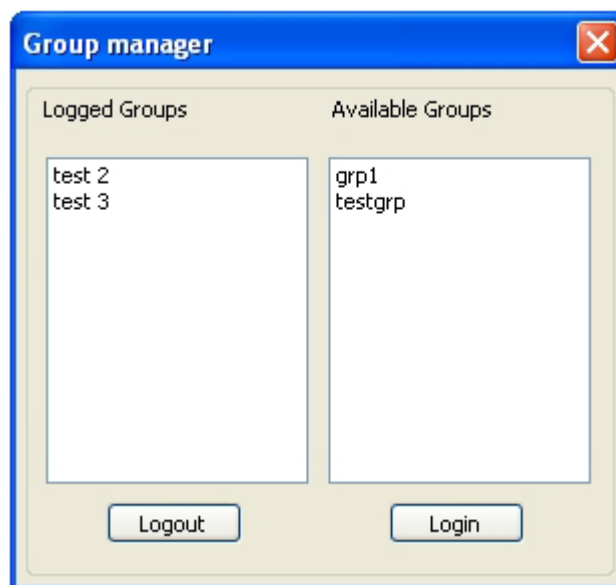 Group manager
Logged Groups
Available Groups
test 2
test 3
grp1
testgrp
Logout
Login